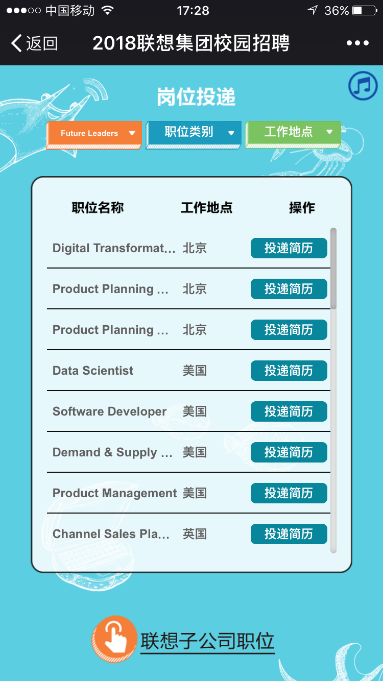 中国移动 17:28 36%
返回 2018联想集团校园招聘
岗位投递
Future Leaders 职位类别 工作地点
职位名称 工作地点 操作
Digital Transformat... 北京 投递简历
Product Planning ... 北京 投递简历
Product Planning ... 北京 投递简历
Data Scientist 美国 投递简历
Software Developer 美国 投递简历
Demand & Supply ... 美国 投递简历
Product Management 美国 投递简历
Channel Sales Pla... 英国 投递简历
联想子公司职位